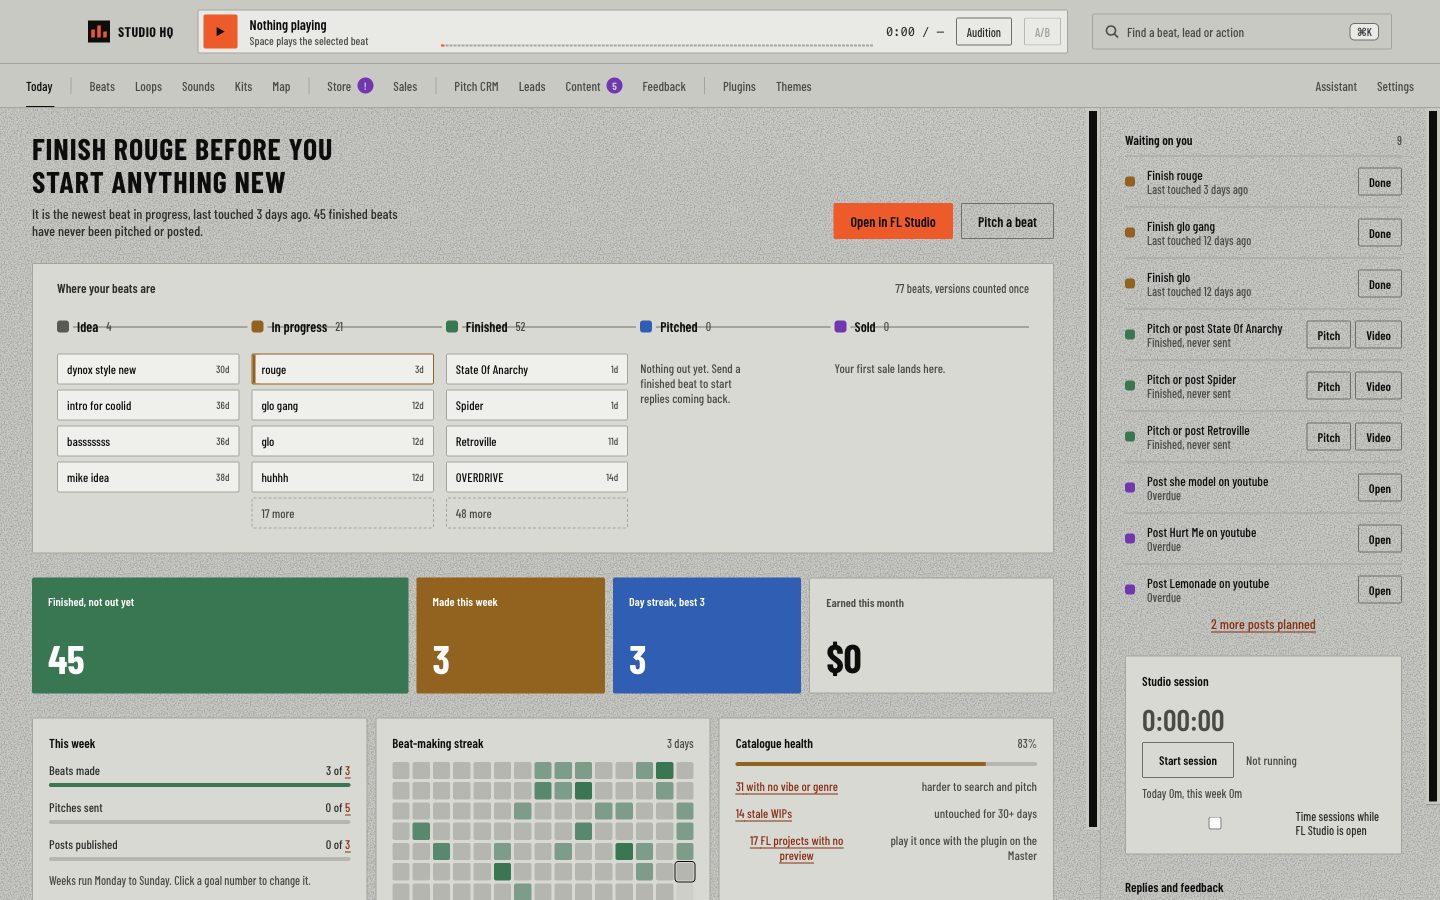 STUDIO HQ
Nothing playing
Space plays the selected beat
0:00 / —
Audition
A/B
Find a beat, lead or action
⌘K
Today
Beats
Loops
Sounds
Kits
Map
Store !
Sales
Pitch CRM
Leads
Content 5
Feedback
Plugins
Themes
Assistant
Settings
FINISH ROUGE BEFORE YOU
START ANYTHING NEW
It is the newest beat in progress, last touched 3 days ago. 45 finished beats
have never been pitched or posted.
Open in FL Studio
Pitch a beat
Where your beats are
77 beats, versions counted once
Idea 4
dynox style new 30d
intro for coolid 36d
basssssss 36d
mike idea 38d
In progress 21
rouge 3d
glo gang 12d
glo 12d
huhhh 12d
17 more
Finished 52
State Of Anarchy 1d
Spider 1d
Retroville 11d
OVERDRIVE 14d
48 more
Pitched 0
Nothing out yet. Send a
finished beat to start
replies coming back.
Sold 0
Your first sale lands here.
Finished, not out yet
45
Made this week
3
Day streak, best 3
3
Earned this month
$0
This week
Beats made 3 of 3
Pitches sent 0 of 5
Posts published 0 of 3
Weeks run Monday to Sunday. Click a goal number to change it.
Beat-making streak 3 days
Catalogue health 83%
31 with no vibe or genre harder to search and pitch
14 stale WIPs untouched for 30+ days
17 FL projects with no play it once with the plugin on the
preview Master
Waiting on you 9
Finish rouge
Last touched 3 days ago
Done
Finish glo gang
Last touched 12 days ago
Done
Finish glo
Last touched 12 days ago
Done
Pitch or post State Of Anarchy
Finished, never sent
Pitch
Video
Pitch or post Spider
Finished, never sent
Pitch
Video
Pitch or post Retroville
Finished, never sent
Pitch
Video
Post she model on youtube
Overdue
Open
Post Hurt Me on youtube
Overdue
Open
Post Lemonade on youtube
Overdue
Open
2 more posts planned
Studio session
0:00:00
Start session
Not running
Today 0m, this week 0m
Time sessions while
FL Studio is open
Replies and feedback